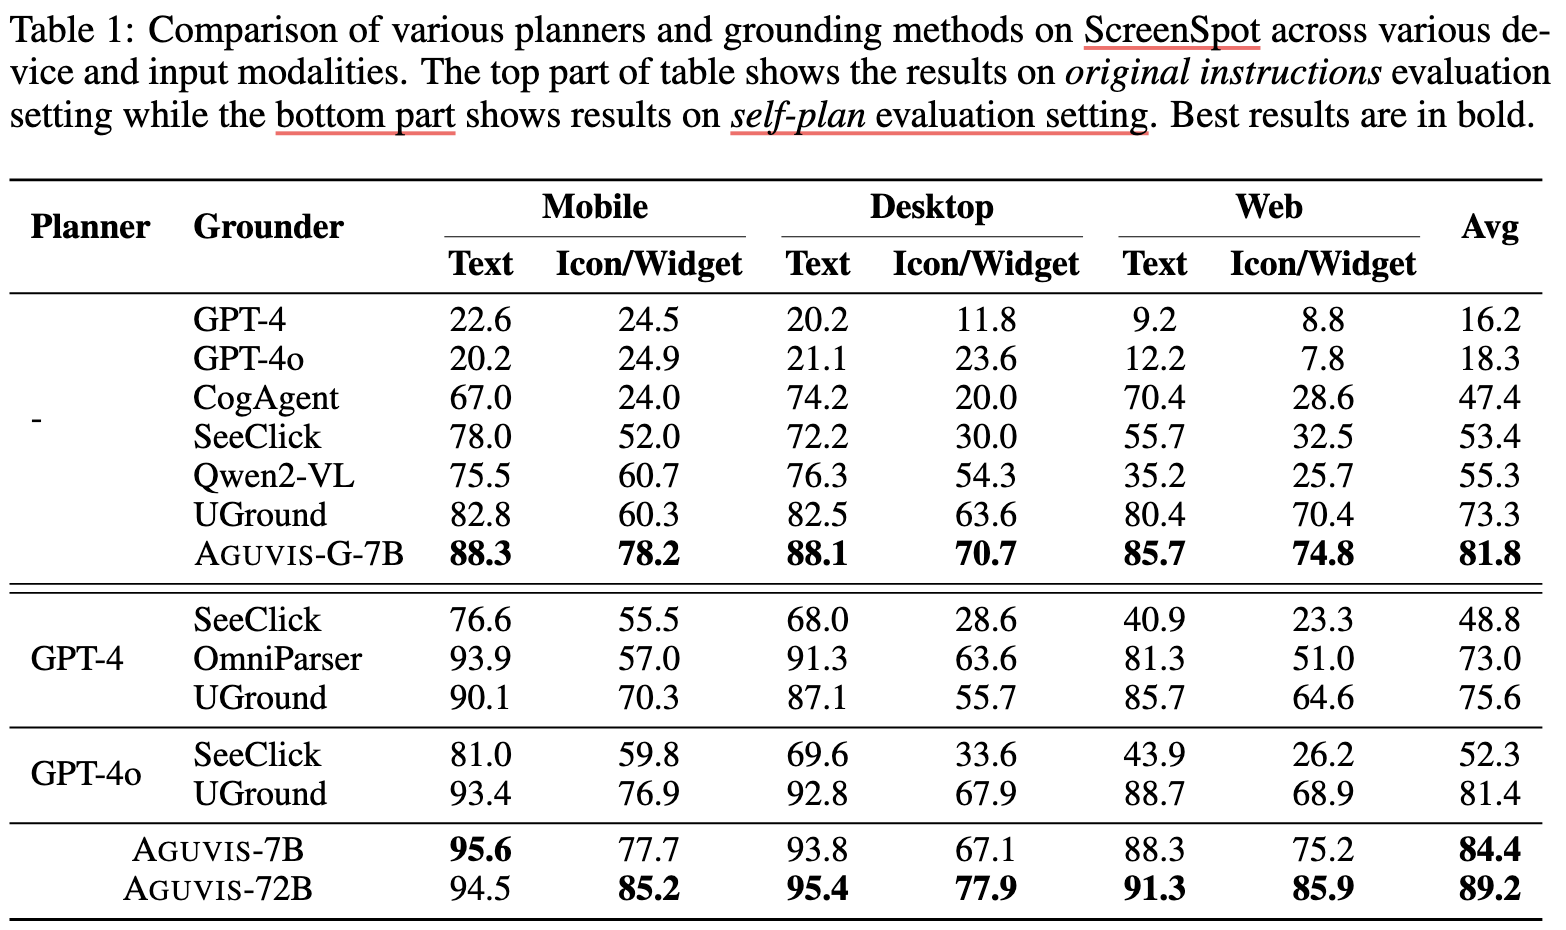 Table 1: Comparison of various planners and grounding methods on ScreenSpot across various de-
vice and input modalities. The top part of table shows the results on original instructions evaluation
setting while the bottom part shows results on self-plan evaluation setting. Best results are in bold.
Planner Grounder Mobile Desktop Web Avg
Text Icon/Widget Text Icon/Widget Text Icon/Widget
-
GPT-4 22.6 24.5 20.2 11.8 9.2 8.8 16.2
GPT-4o 20.2 24.9 21.1 23.6 12.2 7.8 18.3
CogAgent 67.0 24.0 74.2 20.0 70.4 28.6 47.4
SeeClick 78.0 52.0 72.2 30.0 55.7 32.5 53.4
Qwen2-VL 75.5 60.7 76.3 54.3 35.2 25.7 55.3
UGround 82.8 60.3 82.5 63.6 80.4 70.4 73.3
AGUVIS-G-7B 88.3 78.2 88.1 70.7 85.7 74.8 81.8
SeeClick 76.6 55.5 68.0 28.6 40.9 23.3 48.8
GPT-4 OmniParser 93.9 57.0 91.3 63.6 81.3 51.0 73.0
UGround 90.1 70.3 87.1 55.7 85.7 64.6 75.6
GPT-4o
SeeClick 81.0 59.8 69.6 33.6 43.9 26.2 52.3
UGround 93.4 76.9 92.8 67.9 88.7 68.9 81.4
AGUVIS-7B 95.6 77.7 93.8 67.1 88.3 75.2 84.4
AGUVIS-72B 94.5 85.2 95.4 77.9 91.3 85.9 89.2